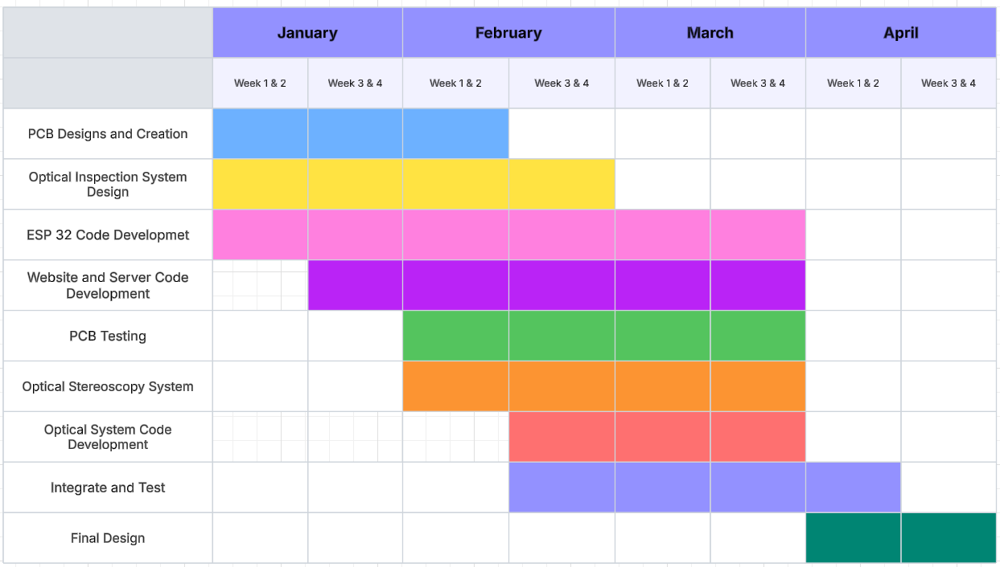 January February March April
Week 1 & 2 Week 3 & 4 Week 1 & 2 Week 3 & 4 Week 1 & 2 Week 3 & 4 Week 1 & 2 Week 3 & 4
PCB Designs and Creation
Optical Inspection System
Design
ESP 32 Code Developmet
Website and Server Code
Development
PCB Testing
Optical Stereoscopy System
Optical System Code
Development
Integrate and Test
Final Design